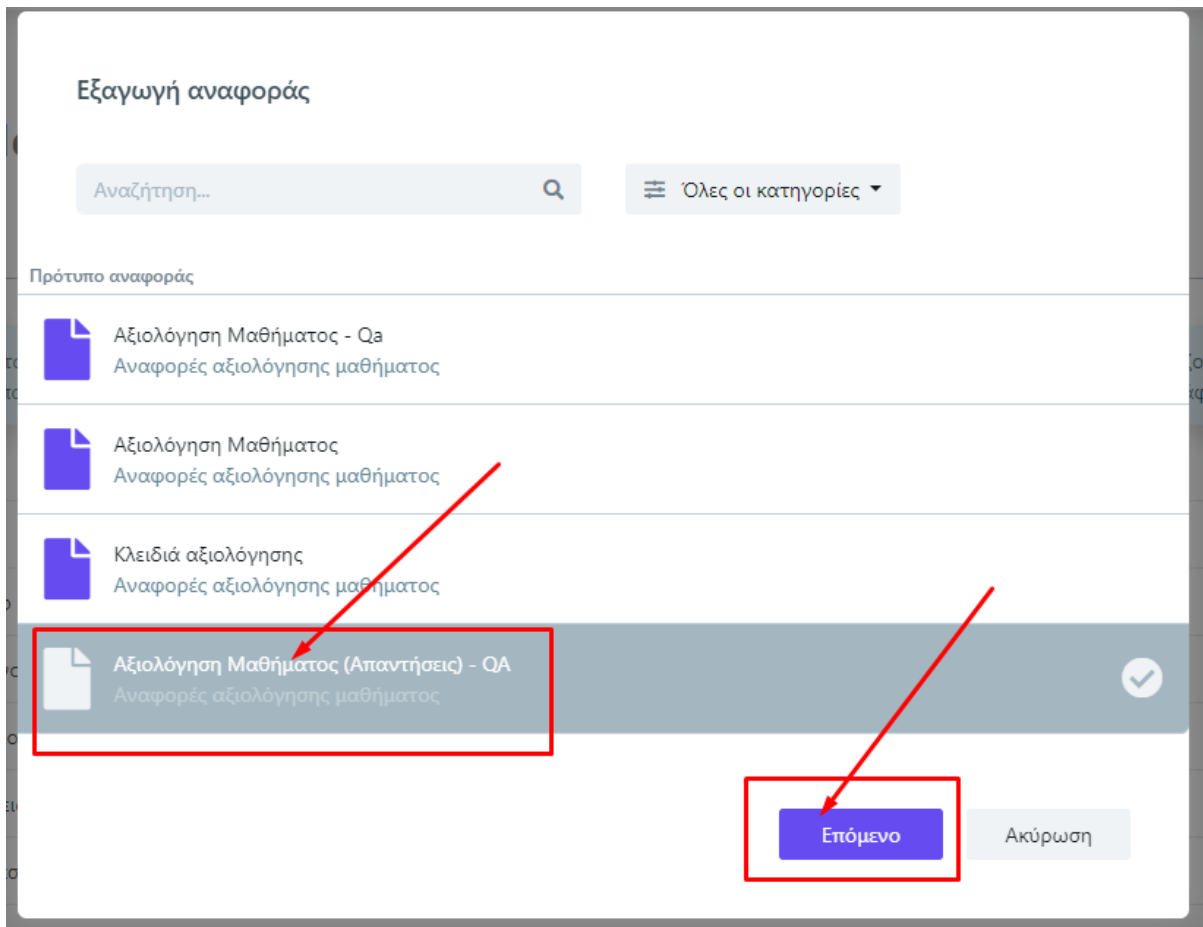 Εξαγωγή αναφοράς
Αναζήτηση...
Όλες οι κατηγορίες
Πρότυπο αναφοράς
Αξιολόγηση Μαθήματος - Qa
Αναφορές αξιολόγησης μαθήματος
Αξιολόγηση Μαθήματος
Αναφορές αξιολόγησης μαθήματος
Κλειδιά αξιολόγησης
Αναφορές αξιολόγησης μαθήματος
Αξιολόγηση Μαθήματος (Απαντήσεις) - QA
Αναφορές αξιολόγησης μαθήματος
Επόμενο
Ακύρωση